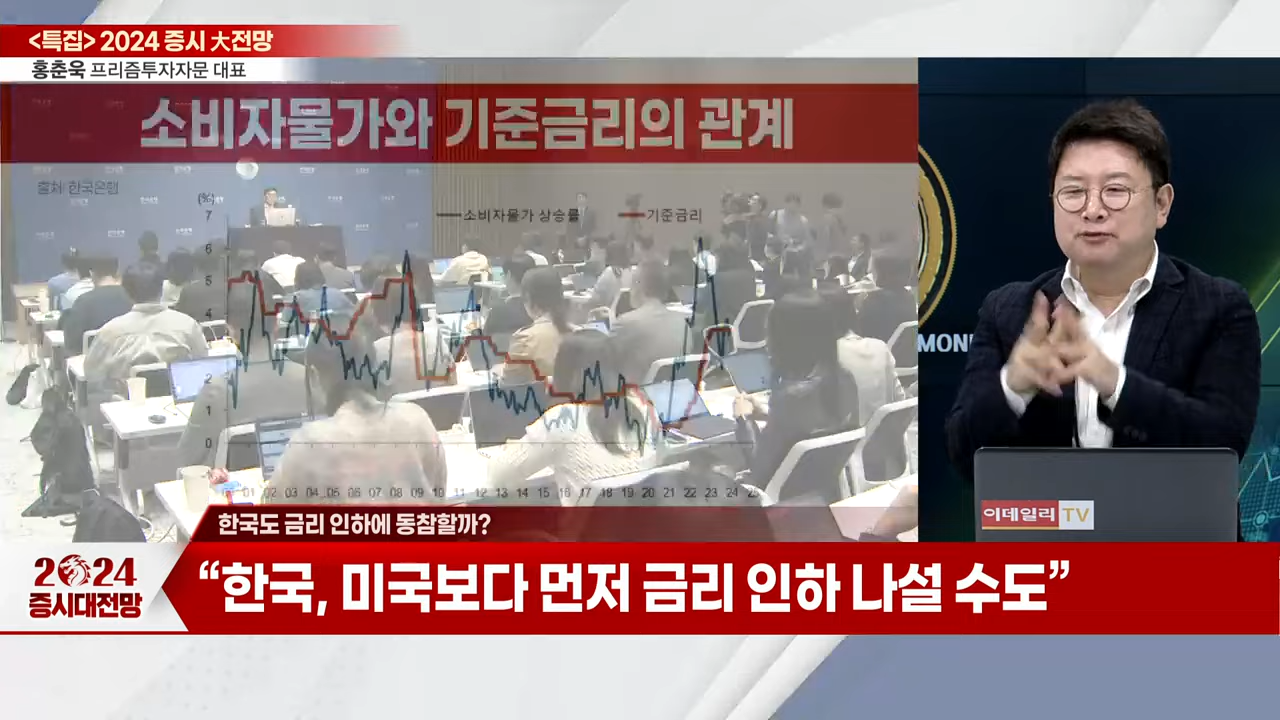 <특집> 2024 증시 大전망
홍춘욱 프리즘투자자문 대표
소비자물가와 기준금리의 관계
출처: 한국은행
(%)
소비자물가 상승률
기준금리
7
6
5
4
2
1
0
01 02 03 04 05 06 07 08 09 10 11 12 13 14 15 16 17 18 19 20 21 22 23 24 25
MON
이데일리TV
한국도 금리 인하에 동참할까?
2024
증시대전망
“한국, 미국보다 먼저 금리 인하 나설 수도”